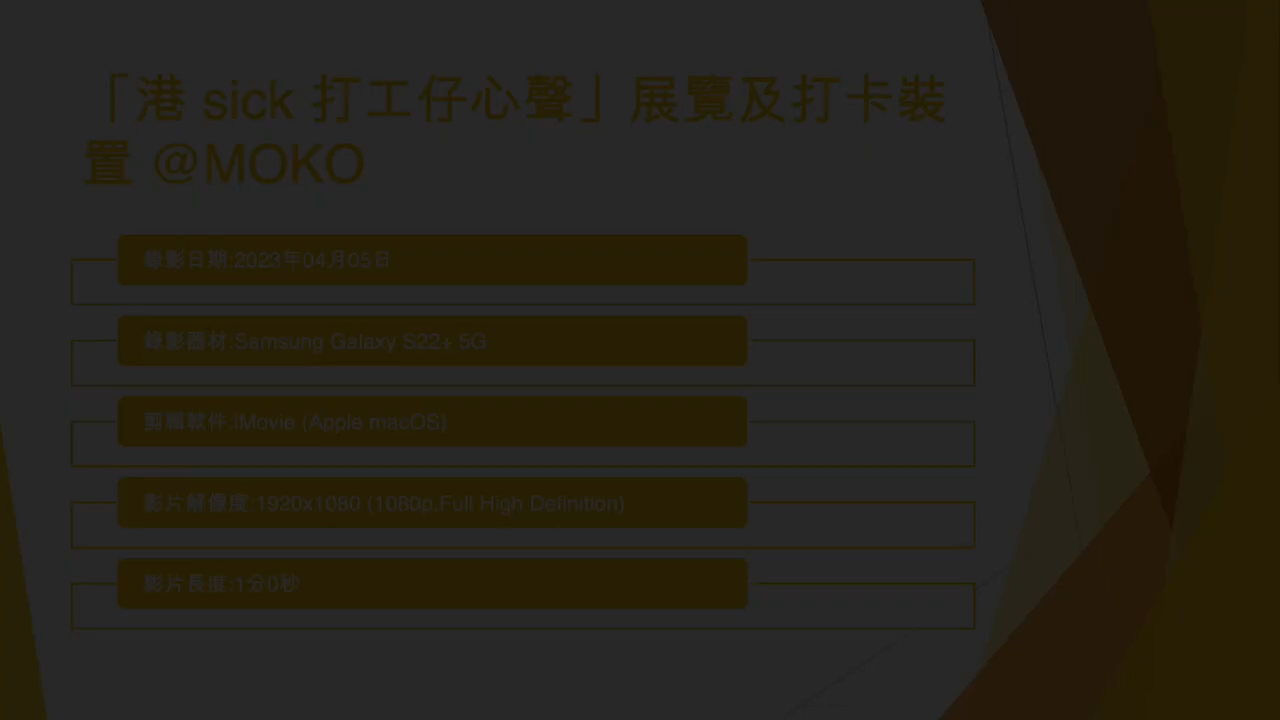 「港 sick 打工仔心聲」展覽及打卡裝
置 @MOKO
錄影日期:2023年04月05日
錄影器材:Samsung Galaxy S22+ 5G
剪輯軟件:iMovie (Apple macOS)
影片解像度:1920x1080 (1080p,Full High Definition)
影片長度:1分0秒